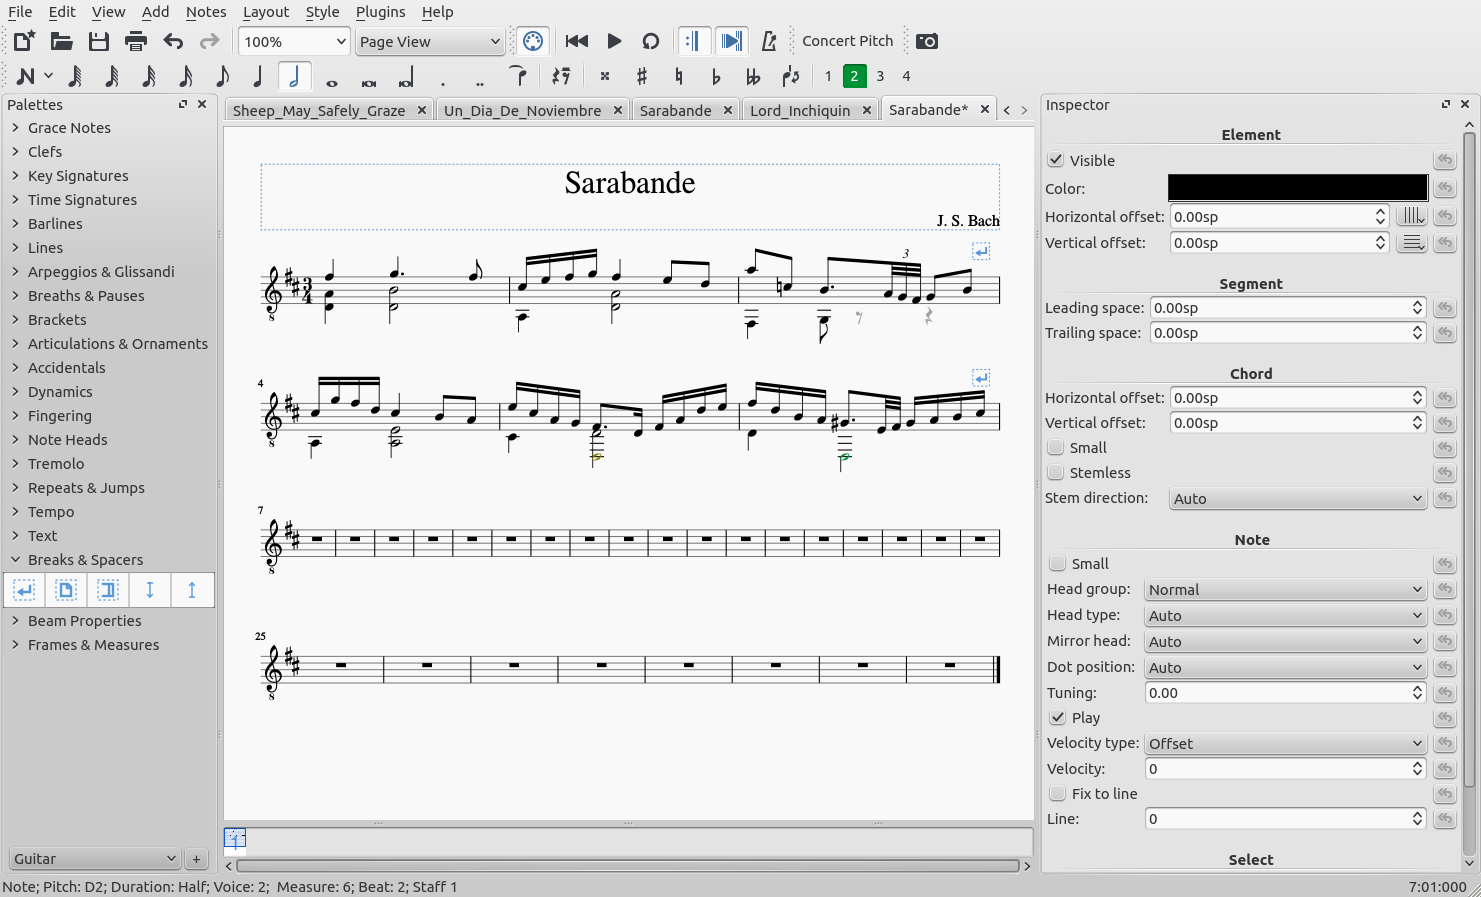 File Edit View Add Notes Layout Style Plugins Help
100% Page View Concert Pitch
1 2 3 4
Palettes
Grace Notes
Clefs
Key Signatures
Time Signatures
Barlines
Lines
Arpeggios & Glissandi
Breaths & Pauses
Brackets
Articulations & Ornaments
Accidentals
Dynamics
Fingering
Note Heads
Tremolo
Repeats & Jumps
Tempo
Text
Breaks & Spacers
Beam Properties
Frames & Measures
Guitar +
Sheep_May_Safely_Graze Un_Dia_De_Noviembre Sarabande Lord_Inchiquin Sarabande*
Sarabande
J. S. Bach
3
3
4
8
4
8
7
8
25
8
Inspector
Element
Visible
Color:
Horizontal offset: 0.00sp
Vertical offset: 0.00sp
Segment
Leading space: 0.00sp
Trailing space: 0.00sp
Chord
Horizontal offset: 0.00sp
Vertical offset: 0.00sp
Small
Stemless
Stem direction: Auto
Note
Small
Head group: Normal
Head type: Auto
Mirror head: Auto
Dot position: Auto
Tuning: 0.00
Play
Velocity type: Offset
Velocity: 0
Fix to line
Line: 0
Select
Note; Pitch: D2; Duration: Half; Voice: 2; Measure: 6; Beat: 2; Staff 1 7:01:000